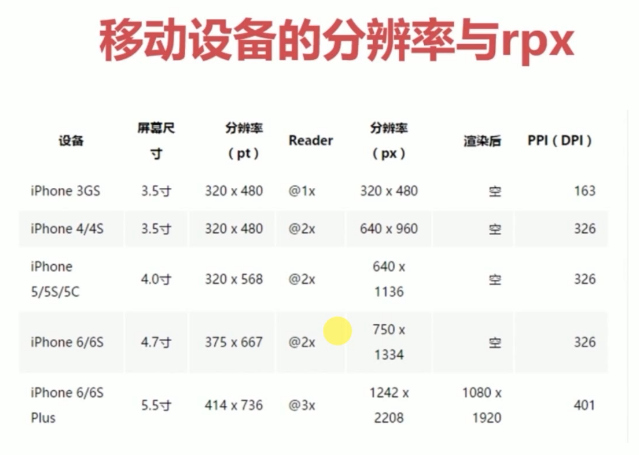 移动设备的分辨率与rpx
设备 屏幕尺寸 分辨率（pt） Reader 分辨率（px） 渲染后 PPI（DPI）
iPhone 3GS 3.5寸 320 x 480 @1x 320 x 480 空 163
iPhone 4/4S 3.5寸 320 x 480 @2x 640 x 960 空 326
iPhone 5/5S/5C 4.0寸 320 x 568 @2x 640 x 1136 空 326
iPhone 6/6S 4.7寸 375 x 667 @2x 750 x 1334 空 326
iPhone 6/6S Plus 5.5寸 414 x 736 @3x 1242 x 2208 1080 x 1920 401